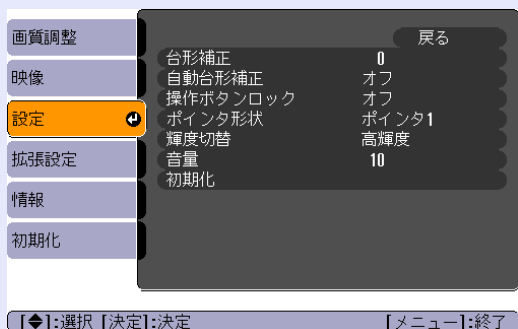 画質調整
映像
設定
拡張設定
情報
初期化
戻る
台形補正 0
自動台形補正 オフ
操作ボタンロック オフ
ポインタ形状 ポインタ1
輝度切替 高輝度
音量 10
初期化
[◆]:選択 [決定]:決定 [メニュー]:終了